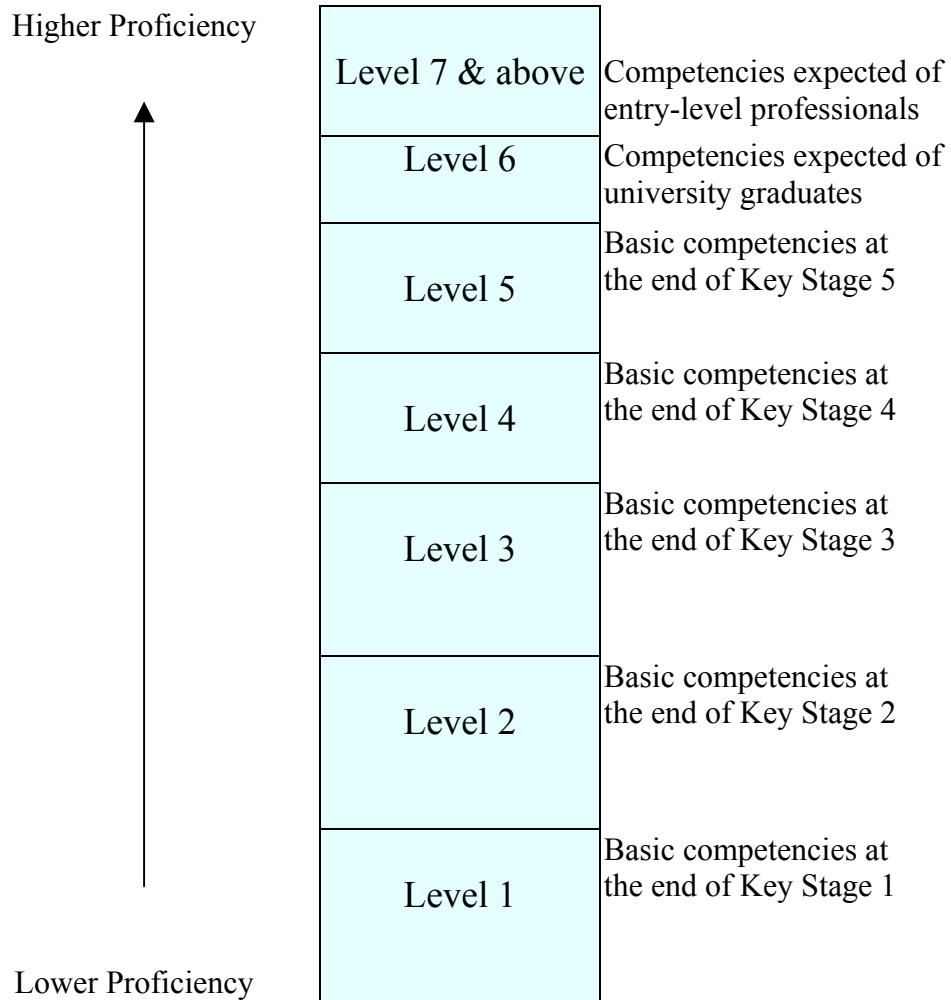 Higher Proficiency
Level 7 & above
Competencies expected of
entry-level professionals
Level 6
Competencies expected of
university graduates
Level 5
Basic competencies at
the end of Key Stage 5
Level 4
Basic competencies at
the end of Key Stage 4
Level 3
Basic competencies at
the end of Key Stage 3
Level 2
Basic competencies at
the end of Key Stage 2
Level 1
Basic competencies at
the end of Key Stage 1
Lower Proficiency